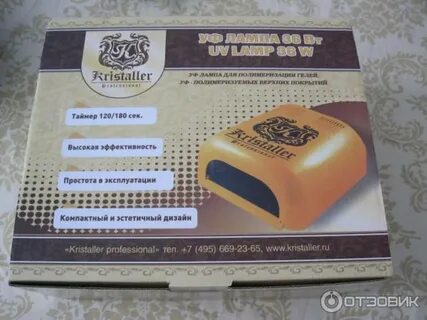 Kristaller
Professional
УФ ЛАМПА 36 Вт
UV LAMP 36 W
УФ ЛАМПА ДЛЯ ПОЛИМЕРИЗАЦИИ ГЕЛЕЙ,
УФ- ПОЛИМЕРИЗУЕМЫХ ВЕРХНИХ ПОКРЫТИЙ
Таймер 120/180 сек.
Высокая эффективность
Простота в эксплуатации
Компактный и эстетичный дизайн
Kristaller
Professional
«Kristaller professional» тел. +7 (495) 669-23-65, www.kristaller.ru
ОТЗОВИК